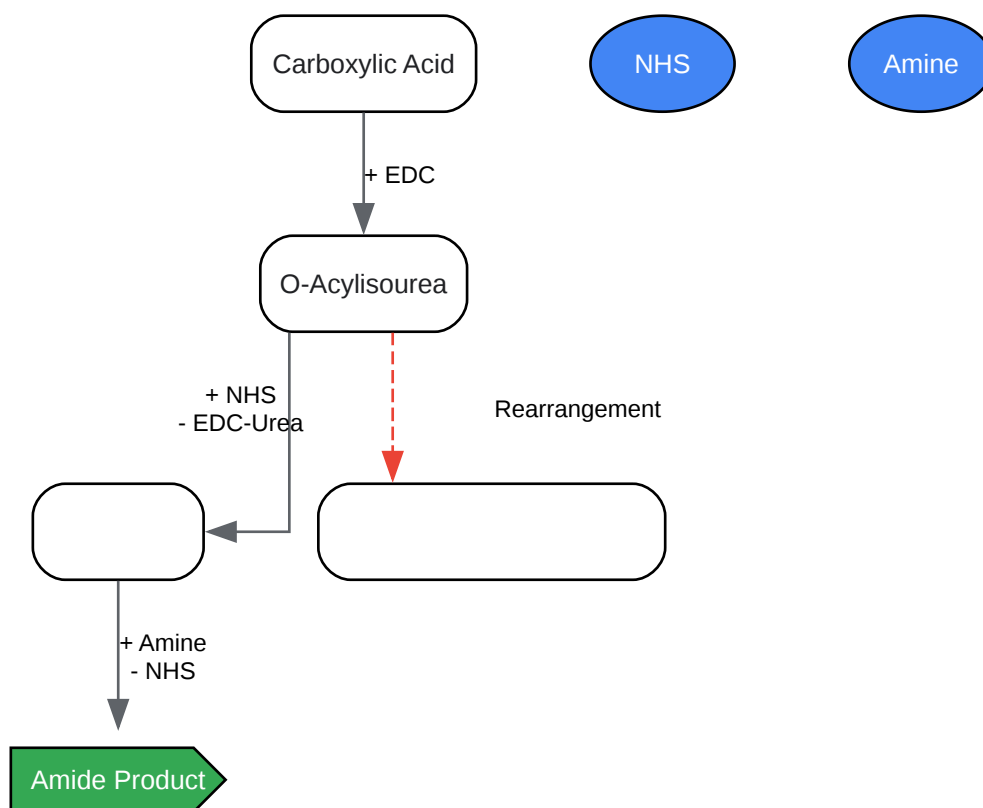 Carboxylic Acid
NHS
Amine
+ EDC
O-Acylisourea
+ NHS
- EDC-Urea
Rearrangement
+ Amine
- NHS
Amide Product